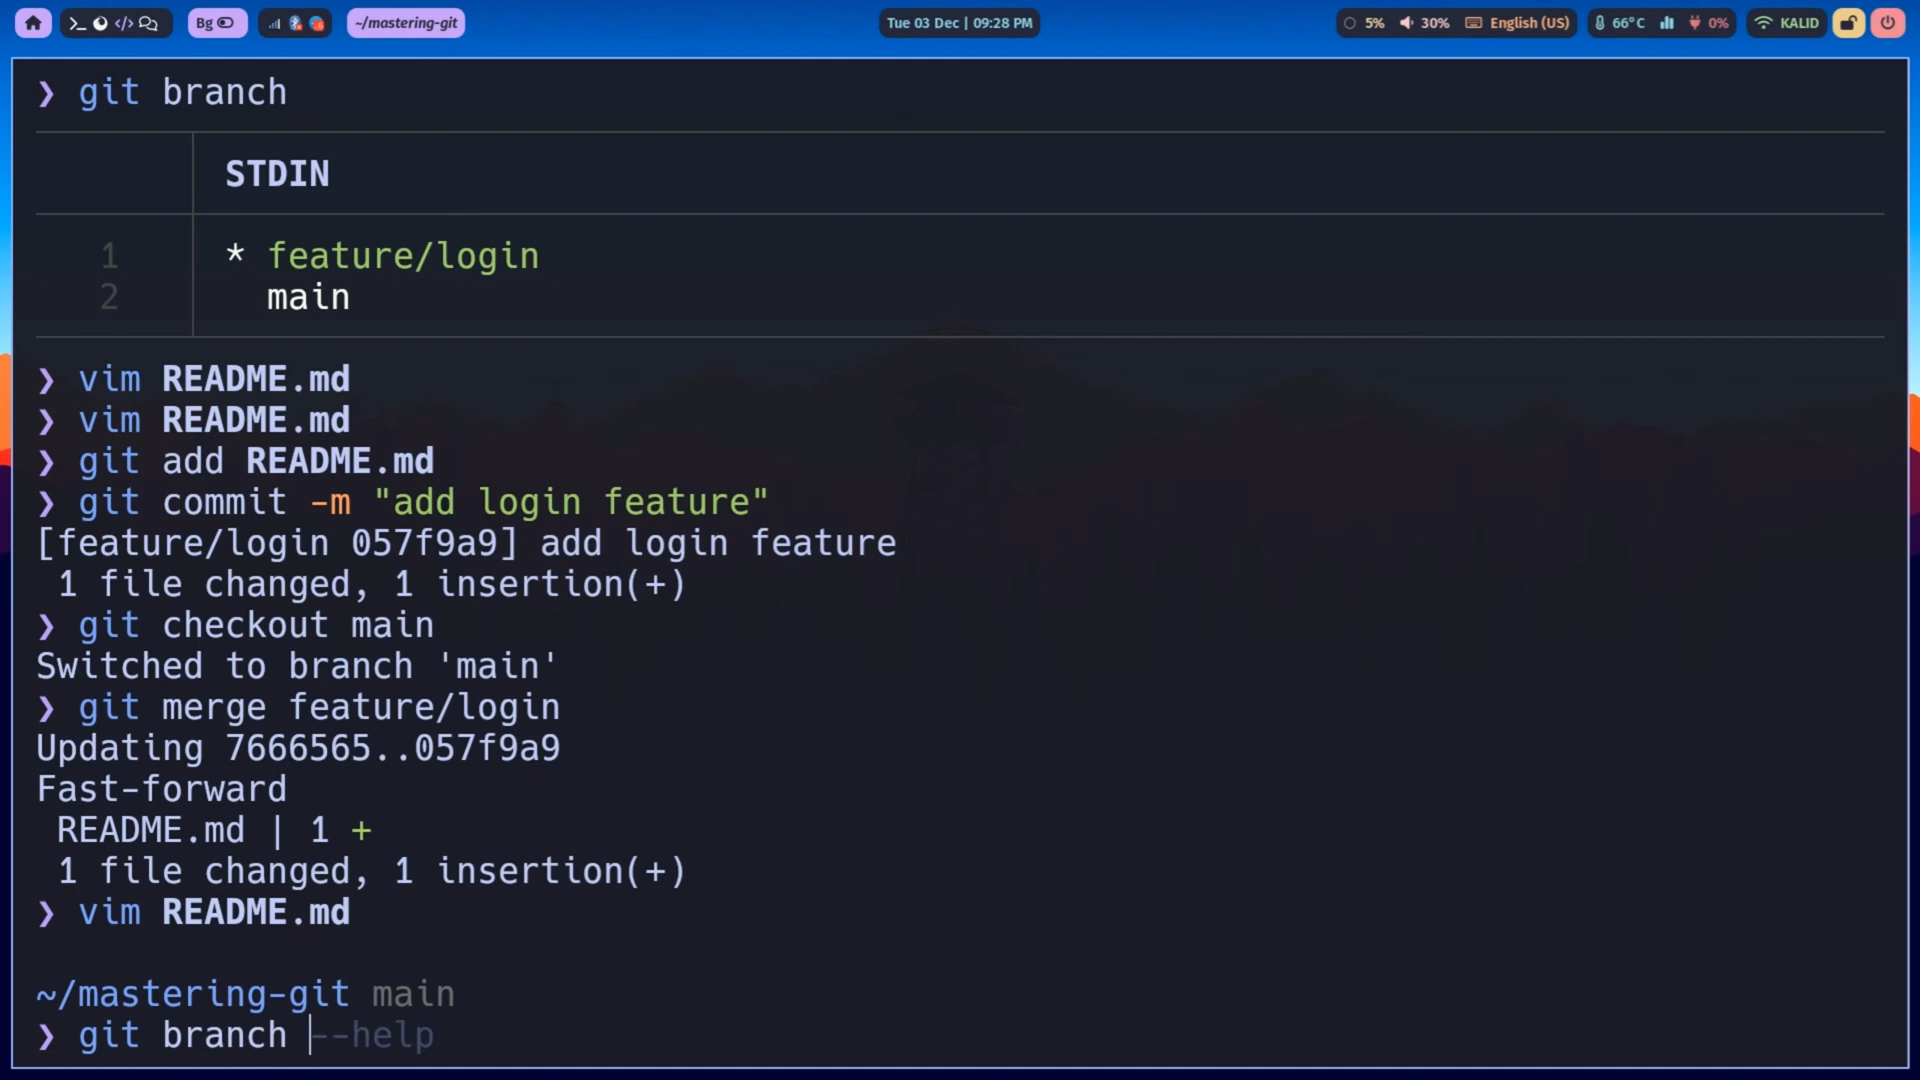 Bg
~/mastering-git
Tue 03 Dec | 09:28 PM
5%
30%
English (US)
66°C
0%
KALID
❯ git branch
STDIN
1 * feature/login
2 main
❯ vim README.md
❯ vim README.md
❯ git add README.md
❯ git commit -m "add login feature"
[feature/login 057f9a9] add login feature
1 file changed, 1 insertion(+)
❯ git checkout main
Switched to branch 'main'
❯ git merge feature/login
Updating 7666565..057f9a9
Fast-forward
README.md | 1 +
1 file changed, 1 insertion(+)
❯ vim README.md
~/mastering-git main
❯ git branch --help